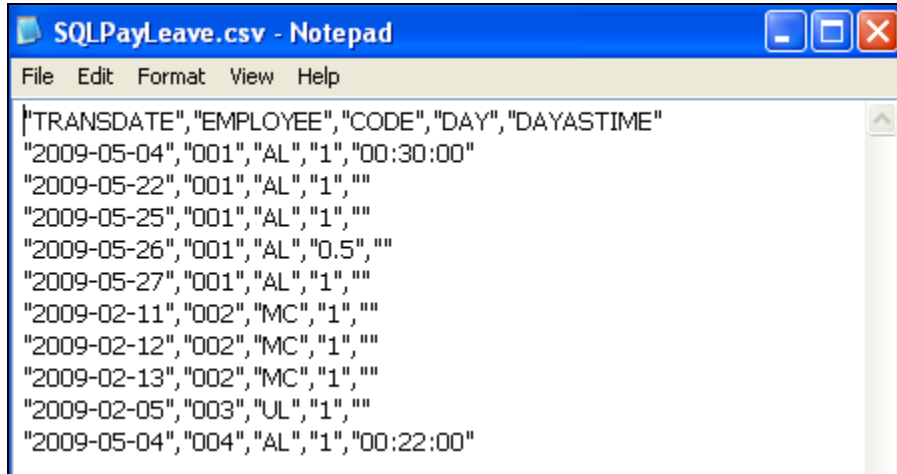 SQLPayLeave.csv - Notepad
File Edit Format View Help
"TRANSDATE","EMPLOYEE","CODE","DAY","DAYASTIME"
"2009-05-04","001","AL","1","00:30:00"
"2009-05-22","001","AL","1",""
"2009-05-25","001","AL","1",""
"2009-05-26","001","AL","0.5",""
"2009-05-27","001","AL","1",""
"2009-02-11","002","MC","1",""
"2009-02-12","002","MC","1",""
"2009-02-13","002","MC","1",""
"2009-02-05","003","UL","1",""
"2009-05-04","004","AL","1","00:22:00"